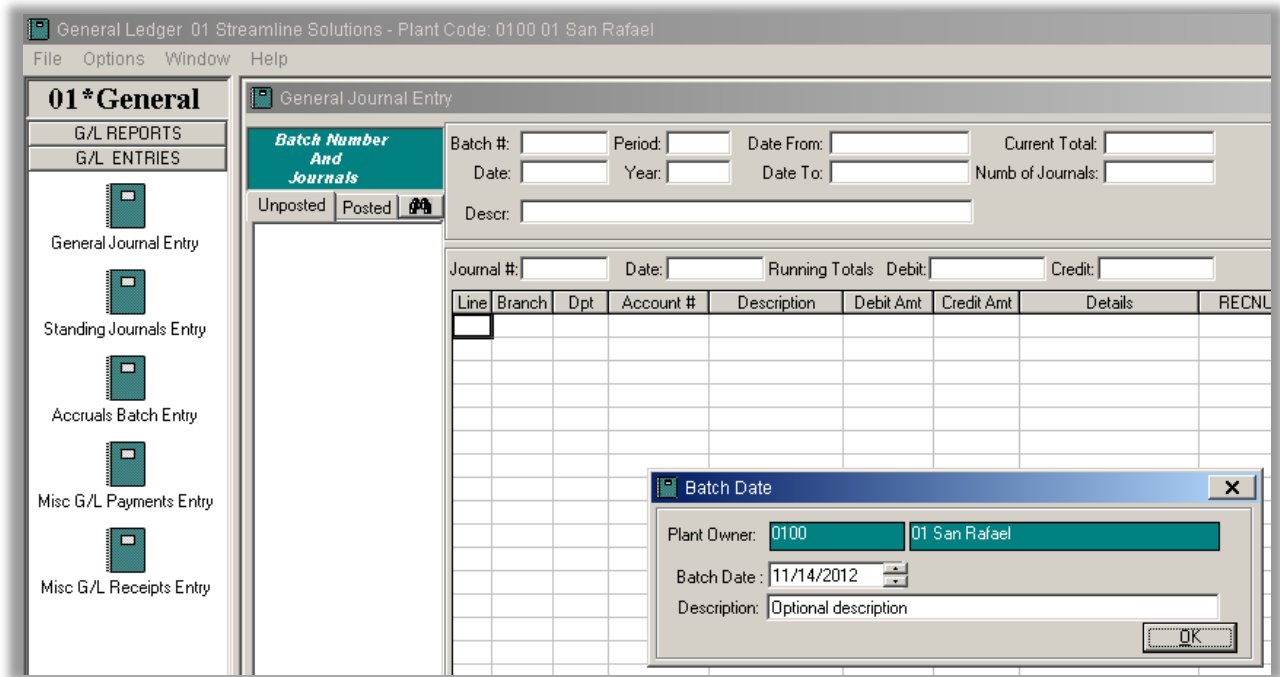 General Ledger 01 Streamline Solutions - Plant Code: 0100 01 San Rafael
File Options Window Help
01*General
G/L REPORTS
G/L ENTRIES
General Journal Entry
Standing Journals Entry
Accruals Batch Entry
Misc G/L Payments Entry
Misc G/L Receipts Entry
General Journal Entry
Batch Number
And
Journals
Unposted Posted
Batch #: Period: Date From: Current Total:
Date: Year: Date To: Numb of Journals:
Descr:
Journal #: Date: Running Totals Debit: Credit:
Line Branch Dpt Account # Description Debit Amt Credit Amt Details RECNU
Batch Date
Plant Owner: 0100 01 San Rafael
Batch Date : 11/14/2012
Description: Optional description
OK